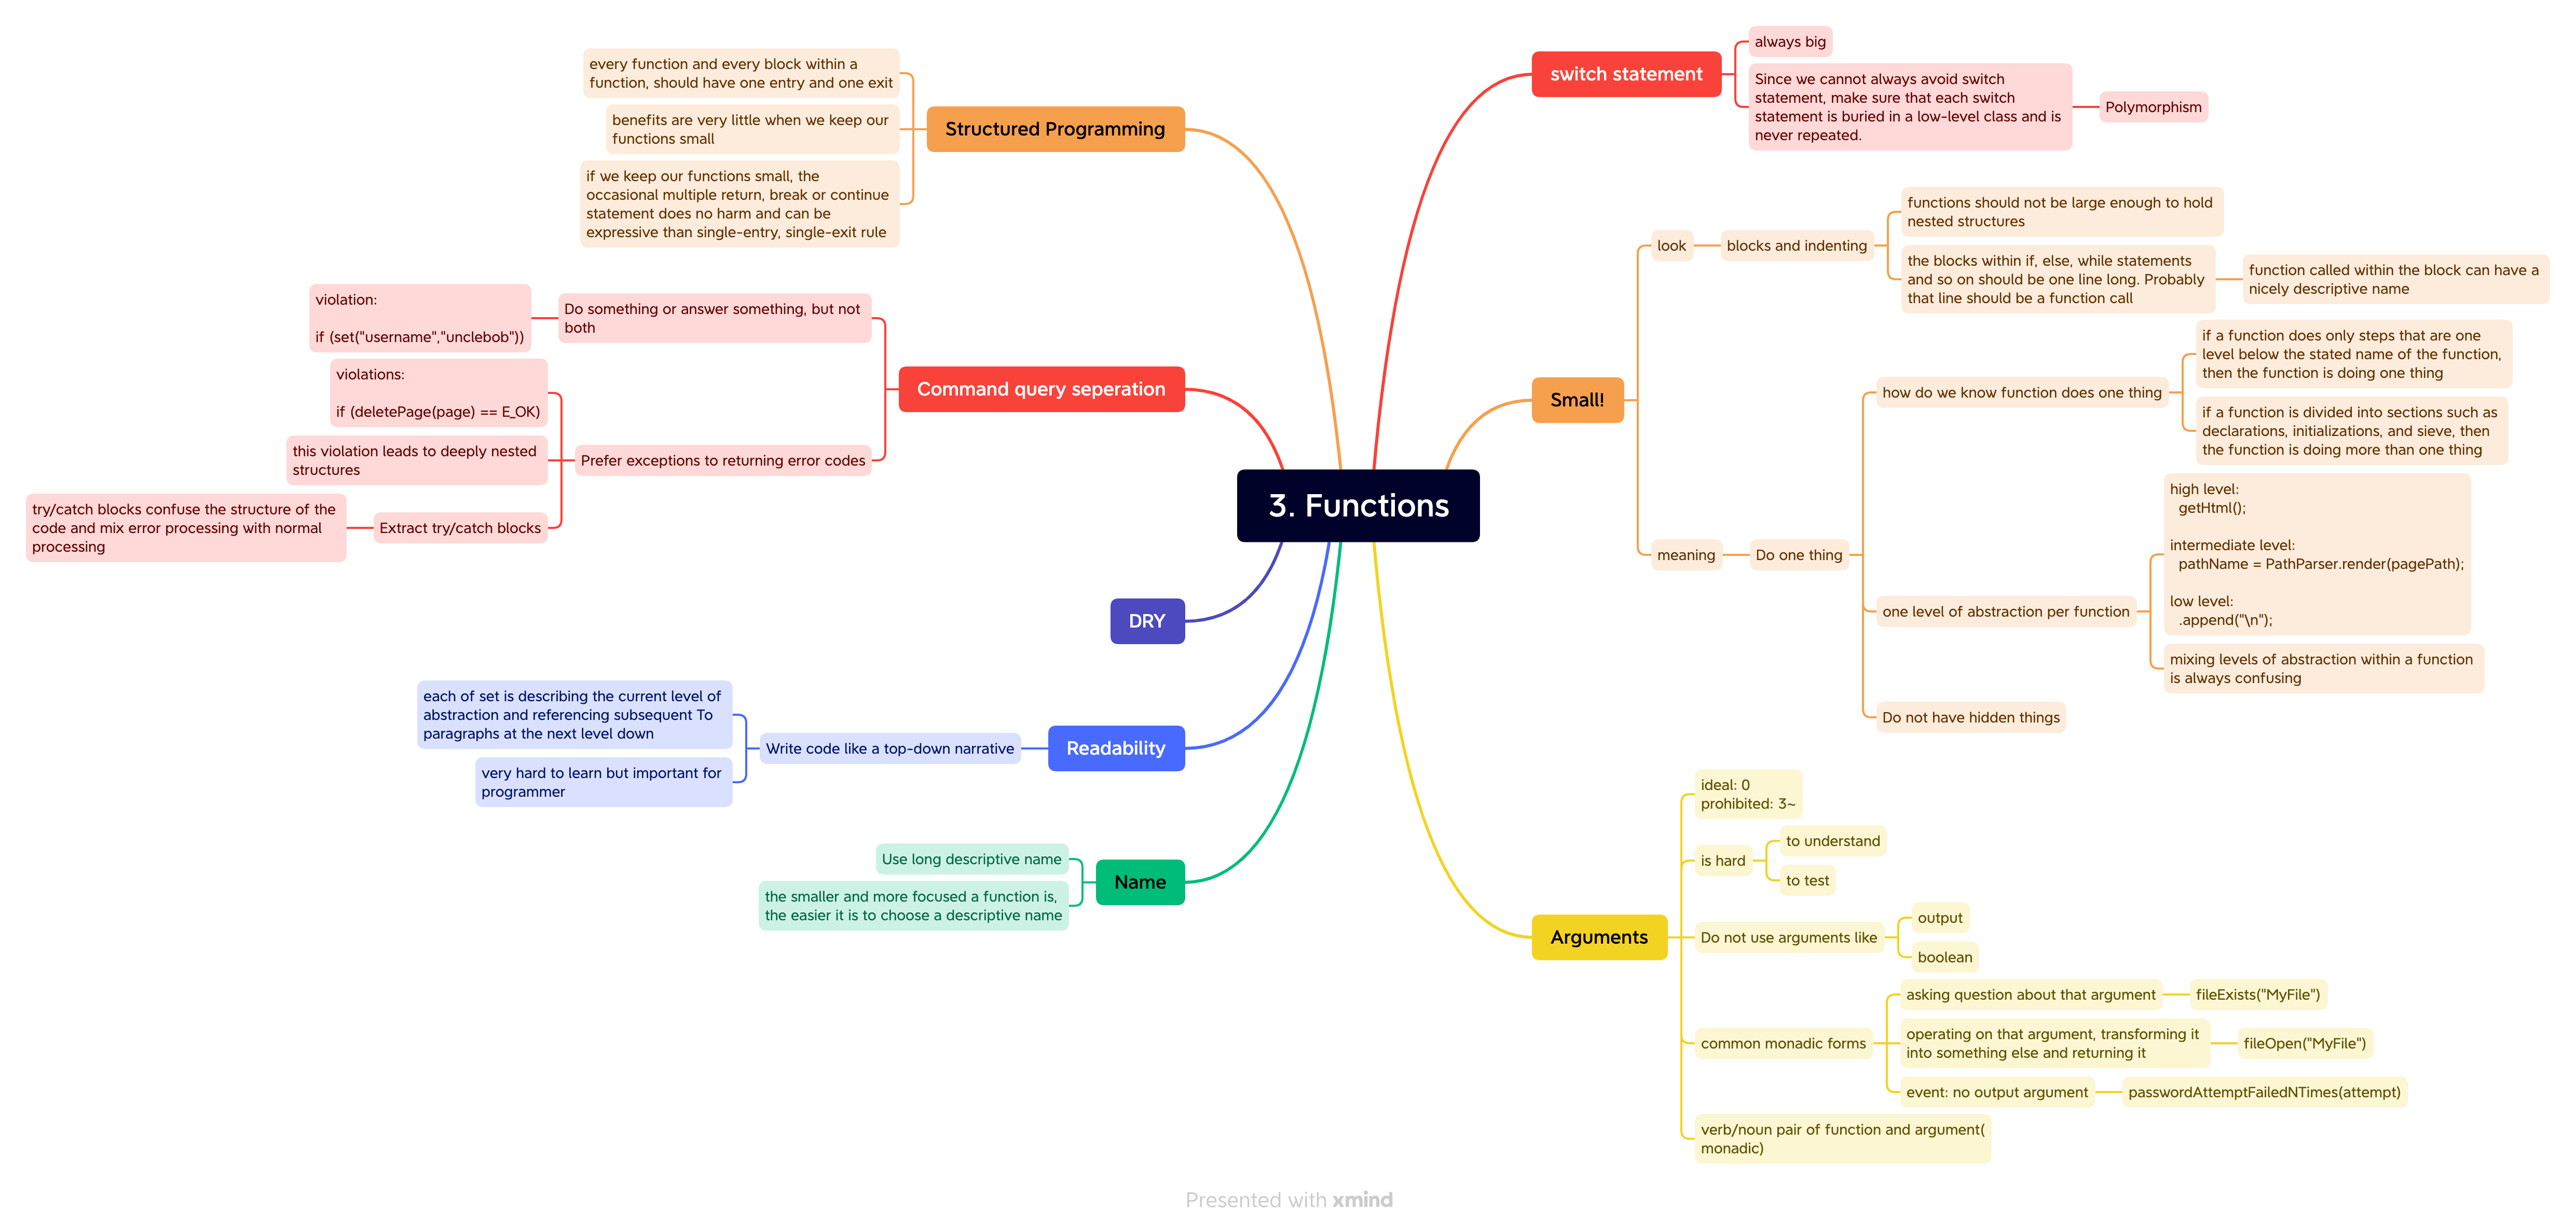 3. Functions
switch statement
always big
Since we cannot always avoid switch
statement, make sure that each switch
statement is buried in a low-level class and is
never repeated.
Polymorphism
Small!
look
blocks and indenting
functions should not be large enough to hold
nested structures
the blocks within if, else, while statements
and so on should be one line long. Probably
that line should be a function call
function called within the block can have a
nicely descriptive name
meaning
Do one thing
how do we know function does one thing
if a function does only steps that are one
level below the stated name of the function,
then the function is doing one thing
if a function is divided into sections such as
declarations, initializations, and sieve, then
the function is doing more than one thing
one level of abstraction per function
high level:
getHtml();
intermediate level:
pathName = PathParser.render(pagePath);
low level:
.append("\n");
mixing levels of abstraction within a function
is always confusing
Do not have hidden things
Arguments
ideal: 0
prohibited: 3~
is hard
to understand
to test
Do not use arguments like
output
boolean
common monadic forms
asking question about that argument
fileExists("MyFile")
operating on that argument, transforming it
into something else and returning it
fileOpen("MyFile")
event: no output argument
passwordAttemptFailedNTimes(attempt)
verb/noun pair of function and argument(
monadic)
Structured Programming
every function and every block within a
function, should have one entry and one exit
benefits are very little when we keep our
functions small
if we keep our functions small, the
occasional multiple return, break or continue
statement does no harm and can be
expressive than single-entry, single-exit rule
Command query seperation
Do something or answer something, but not
both
violation:
if (set("username","unclebob"))
Prefer exceptions to returning error codes
violations:
if (deletePage(page) == E_OK)
this violation leads to deeply nested
structures
Extract try/catch blocks
try/catch blocks confuse the structure of the
code and mix error processing with normal
processing
DRY
Readability
Write code like a top-down narrative
each of set is describing the current level of
abstraction and referencing subsequent To
paragraphs at the next level down
very hard to learn but important for
programmer
Name
Use long descriptive name
the smaller and more focused a function is,
the easier it is to choose a descriptive name
Presented with xmind